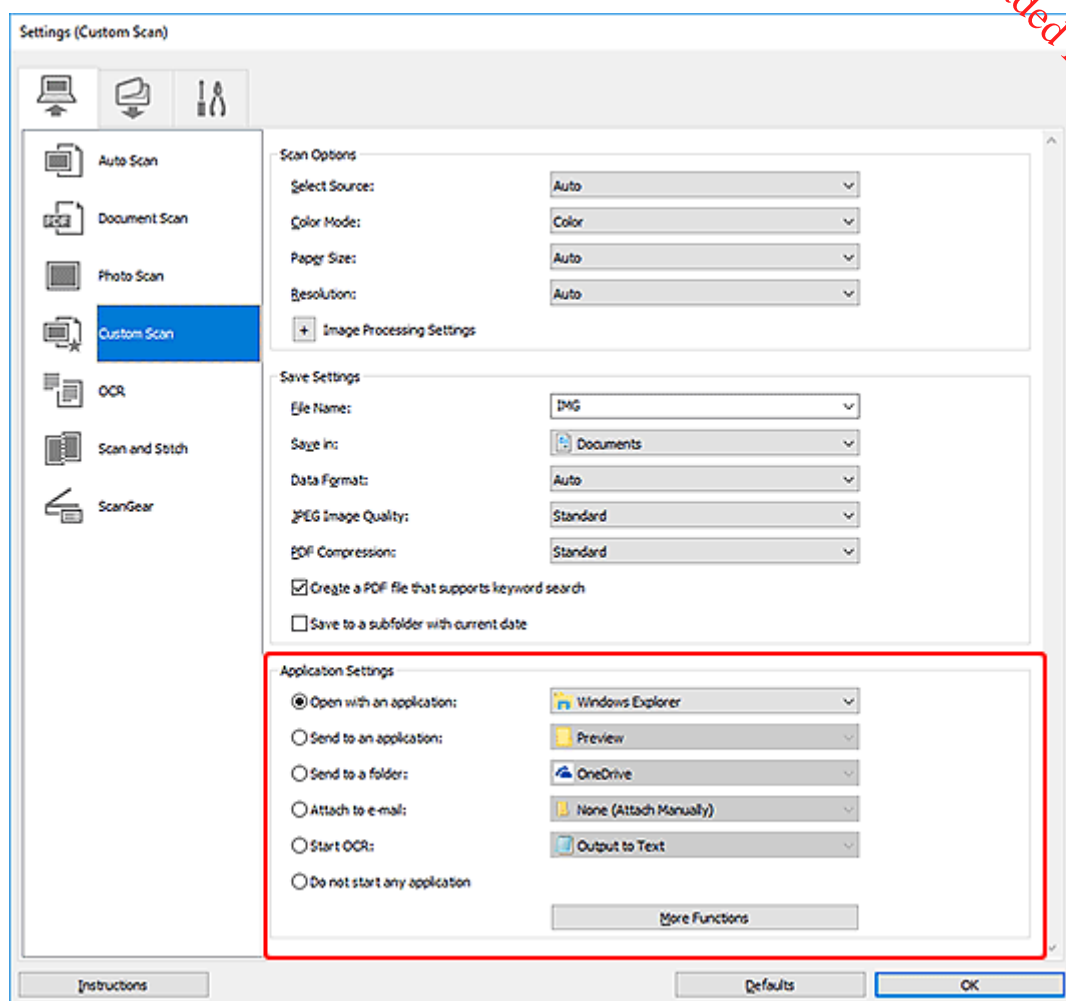 Settings (Custom Scan)
Auto Scan
Document Scan
Photo Scan
Custom Scan
OCR
Scan and Stitch
ScanGear
Scan Options
Select Source: Auto
Color Mode: Color
Paper Size: Auto
Resolution: Auto
+ Image Processing Settings
Save Settings
File Name: IMG
Save in: Documents
Data Format: Auto
JPEG Image Quality: Standard
PDF Compression: Standard
Create a PDF file that supports keyword search
Save to a subfolder with current date
Application Settings
Open with an application: Windows Explorer
Send to an application: Preview
Send to a folder: OneDrive
Attach to e-mail: None (Attach Manually)
Start OCR: Output to Text
Do not start any application
More Functions
Instructions
Defaults
OK